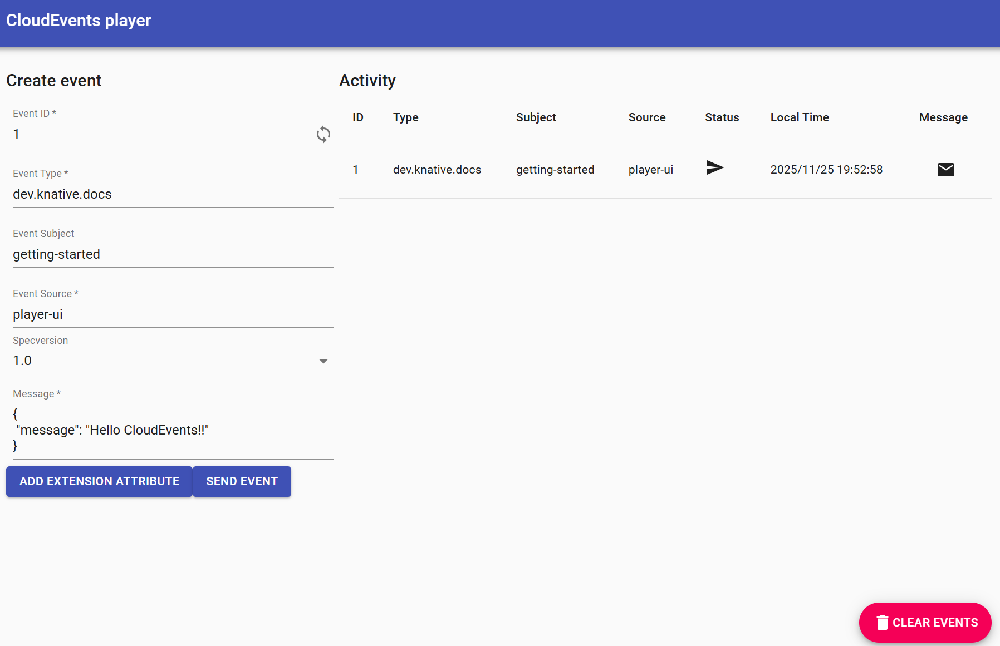 CloudEvents player
Create event
Event ID *
1
Event Type *
dev.knative.docs
Event Subject
getting-started
Event Source *
player-ui
Specversion
1.0
Message *
{
"message": "Hello CloudEvents!!"
}
ADD EXTENSION ATTRIBUTE SEND EVENT
Activity
ID Type Subject Source Status Local Time Message
1 dev.knative.docs getting-started player-ui 2025/11/25 19:52:58
CLEAR EVENTS